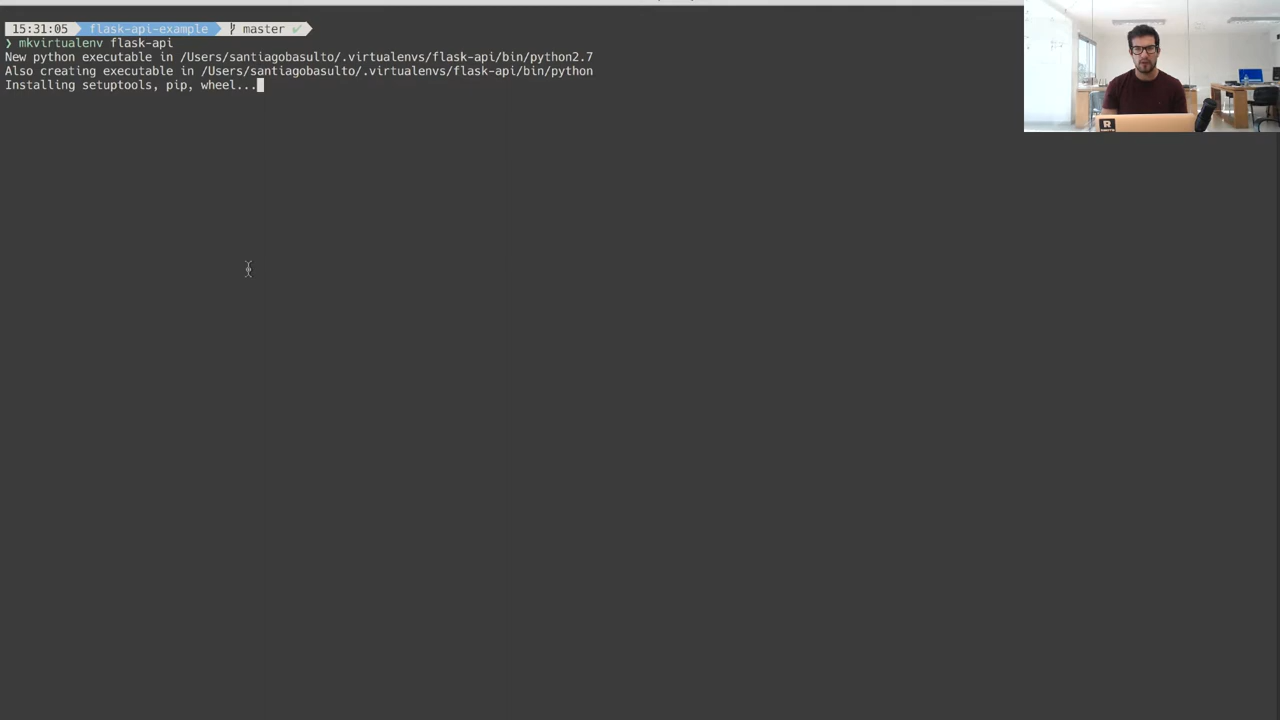 15:31:05 flask-api-example master ✔
❯ mkvirtualenv flask-api
New python executable in /Users/santiagobasulto/.virtualenvs/flask-api/bin/python2.7
Also creating executable in /Users/santiagobasulto/.virtualenvs/flask-api/bin/python
Installing setuptools, pip, wheel...
R